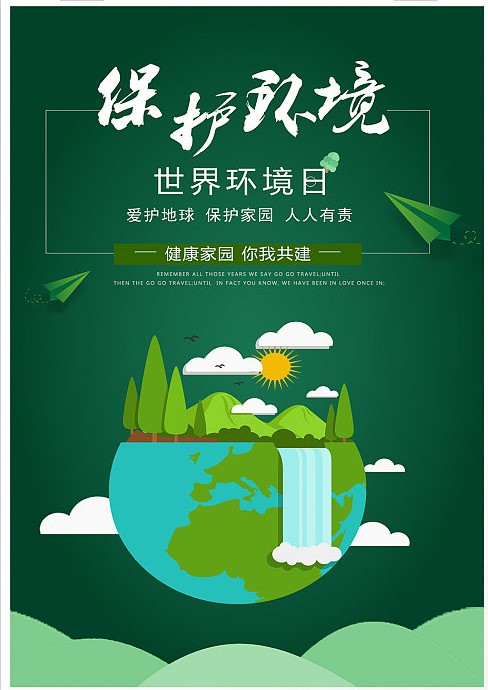 保护环境
世界环境日
爱护地球 保护家园 人人有责
健康家园 你我共建
REMEMBER ALL THOSE YEARS WE SAY GO GO TRAVEL;UNTIL
THEN THE GO GO TRAVEL;UNTIL IN FACT YOU KNOW, WE HAVE BEEN IN LOVE ONCE IN;